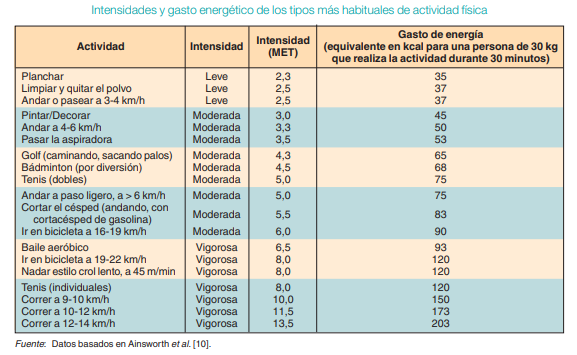 Intensidades y gasto energético de los tipos más habituales de actividad física
Actividad Intensidad Intensidad (MET) Gasto de energía (equivalente en kcal para una persona de 30 kg que realiza la actividad durante 30 minutos)
Planchar Leve 2,3 35
Limpiar y quitar el polvo Leve 2,5 37
Andar o pasear a 3-4 km/h Leve 2,5 37
Pintar/Decorar Moderada 3,0 45
Andar a 4-6 km/h Moderada 3,3 50
Pasar la aspiradora Moderada 3,5 53
Golf (caminando, sacando palos) Moderada 4,3 65
Bádminton (por diversión) Moderada 4,5 68
Tenis (dobles) Moderada 5,0 75
Andar a paso ligero, a > 6 km/h Moderada 5,0 75
Cortar el césped (andando, con cortacésped de gasolina) Moderada 5,5 83
Ir en bicicleta a 16-19 km/h Moderada 6,0 90
Baile aeróbico Vigorosa 6,5 93
Ir en bicicleta a 19-22 km/h Vigorosa 8,0 120
Nadar estilo crol lento, a 45 m/min Vigorosa 8,0 120
Tenis (individuales) Vigorosa 8,0 120
Correr a 9-10 km/h Vigorosa 10,0 150
Correr a 10-12 km/h Vigorosa 11,5 173
Correr a 12-14 km/h Vigorosa 13,5 203
Fuente: Datos basados en Ainsworth et al. [10].